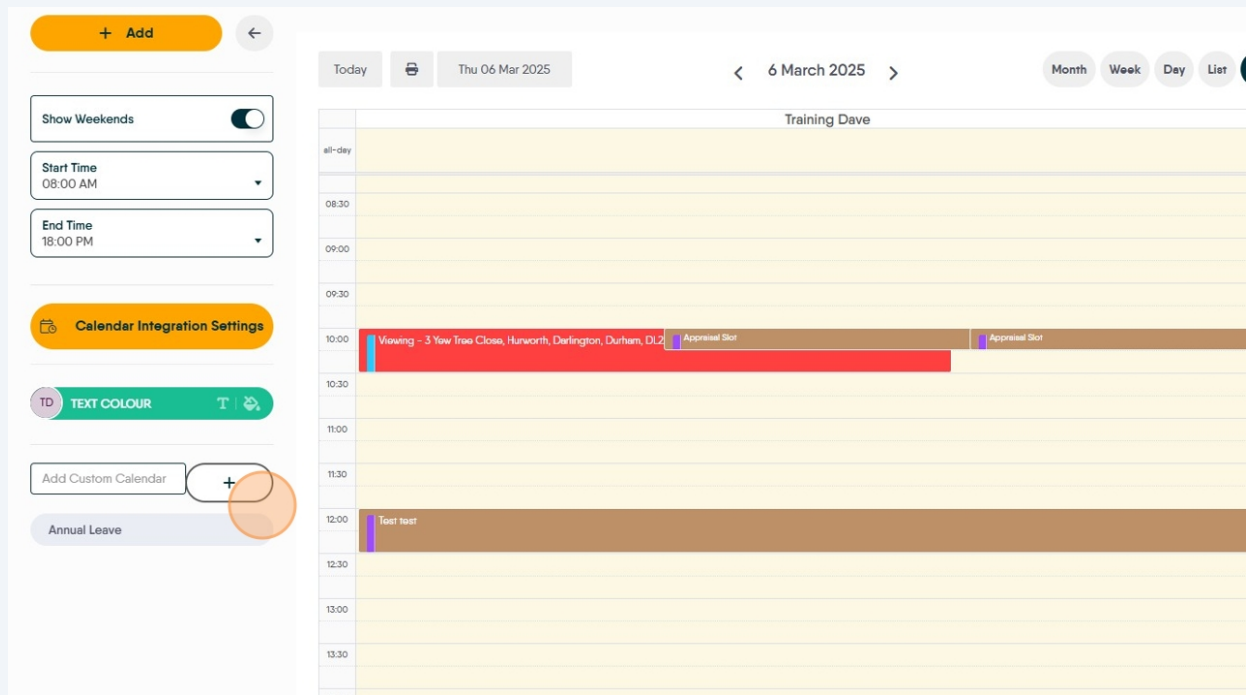 + Add
Show Weekends
Start Time
08:00 AM
End Time
18:00 PM
Calendar Integration Settings
TD TEXT COLOUR T
Add Custom Calendar +
Annual Leave
Today Thu 06 Mar 2025 6 March 2025 Month Week Day List
Training Dave
all-day
08:30
09:00
09:30
10:00 Viewing - 3 Yew Tree Close, Hurworth, Darlington, Durham, DL2 Appraisal Slot Appraisal Slot
10:30
11:00
11:30
12:00 Test test
12:30
13:00
13:30